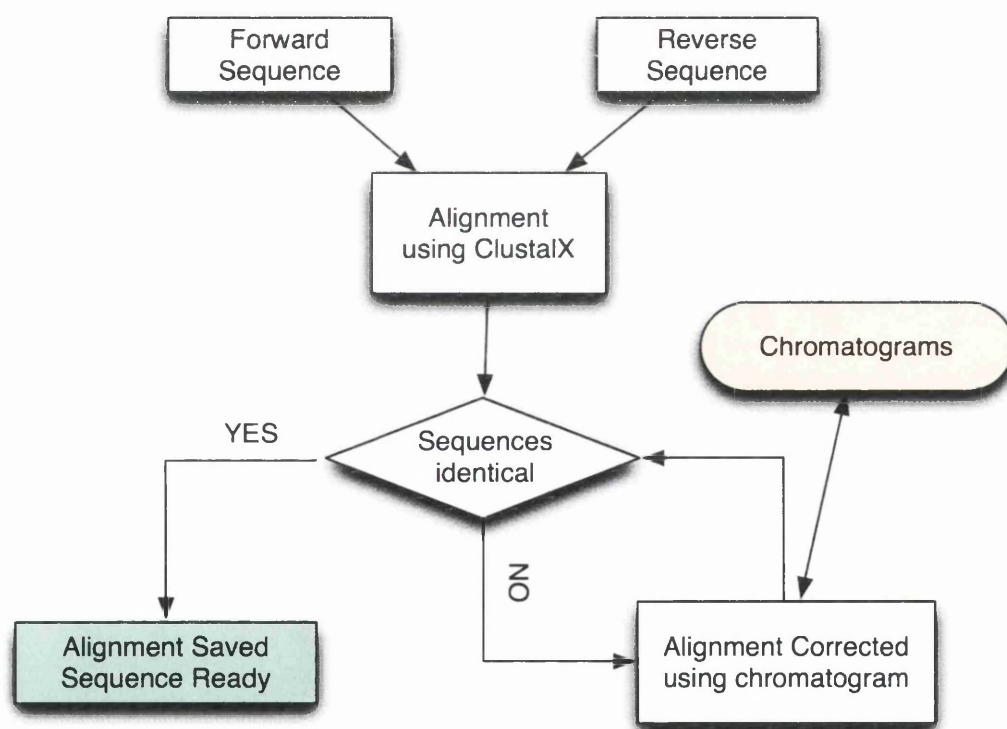 Forward
Sequence
Reverse
Sequence
Alignment
using ClustalX
Chromatograms
YES
Sequences
identical
NO
Alignment Saved
Sequence Ready
Alignment Corrected
using chromatogram